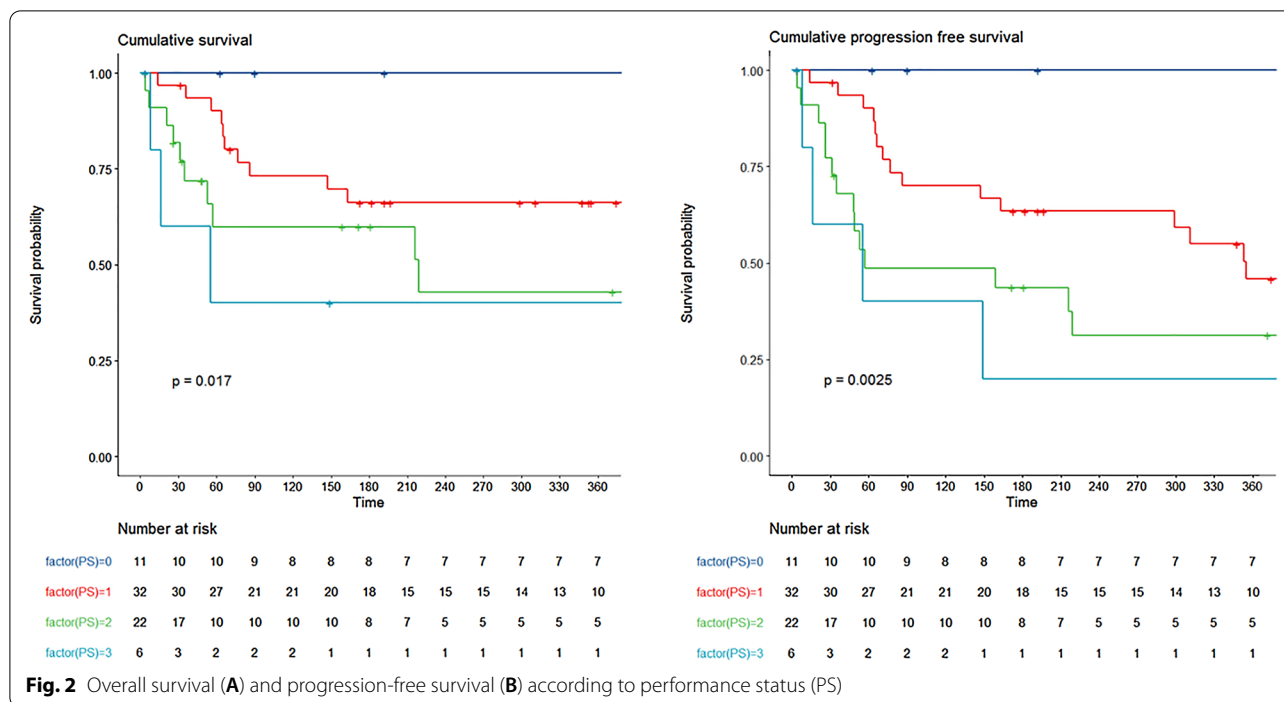 Cumulative survival
1.00
0.75
0.50
0.25
0.00
Survival probability
p = 0.017
0 30 60 90 120 150 180 210 240 270 300 330 360
Time
Number at risk
factor(PS)=0 11 10 10 9 8 8 8 7 7 7 7 7 7
factor(PS)=1 32 30 27 21 21 20 18 15 15 15 14 13 10
factor(PS)=2 22 17 10 10 10 10 8 7 5 5 5 5 5
factor(PS)=3 6 3 2 2 2 1 1 1 1 1 1 1 1
Cumulative progression free survival
1.00
0.75
0.50
0.25
0.00
Survival probability
p = 0.0025
0 30 60 90 120 150 180 210 240 270 300 330 360
Time
Number at risk
factor(PS)=0 11 10 10 9 8 8 8 7 7 7 7 7 7
factor(PS)=1 32 30 27 21 21 20 18 15 15 15 14 13 10
factor(PS)=2 22 17 10 10 10 10 8 7 5 5 5 5 5
factor(PS)=3 6 3 2 2 2 1 1 1 1 1 1 1 1
Fig. 2 Overall survival (A) and progression-free survival (B) according to performance status (PS)